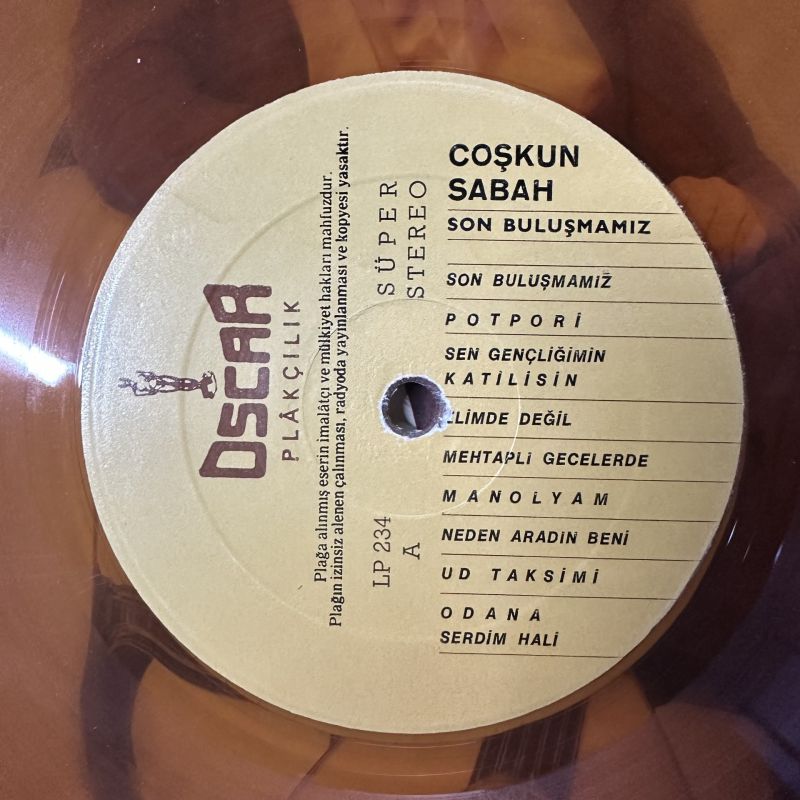 OSCAR
PLÂKÇILIK
Plağa alınmış eserin imalâtçı ve mülkiyet hakları mahfuzdur.
Plağın izinsiz alenen çalınması, radyoda yayınlanması ve kopyesi yasaktır.
LP 234
A
SÜPER
STEREO
COŞKUN
SABAH
SON BULUŞMAMIZ
SON BULUŞMAMİZ
POTPORİ
SEN GENÇLİĞİMİN
KATİLİSİN
ELİMDE DEĞİL
MEHTAPLİ GECELERDE
MANOLYAM
NEDEN ARADİN BENİ
UD TAKSİMİ
ODANA
SERDİM HALİ